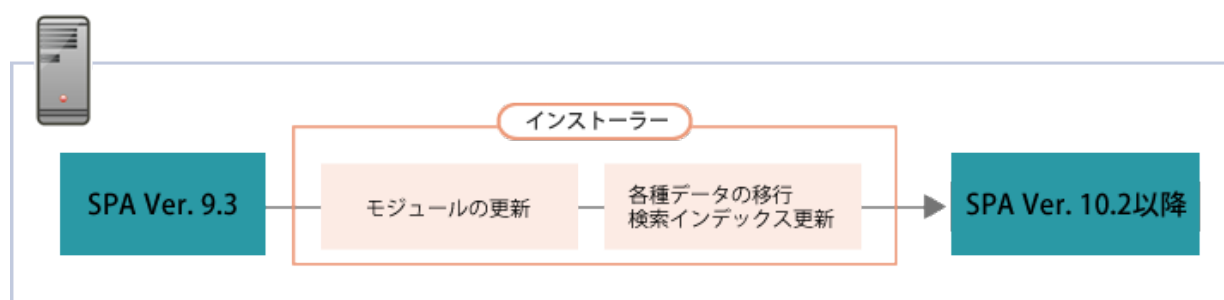 インストーラー
SPA Ver. 9.3
モジュールの更新
各種データの移行
検索インデックス更新
SPA Ver. 10.2以降